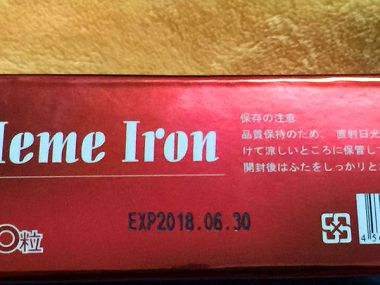 Heme Iron
保存の注意
品質保持のため、直射日光
けて涼しいところに保管して
開封後はふたをしっかりと
粒
EXP2018.06.30